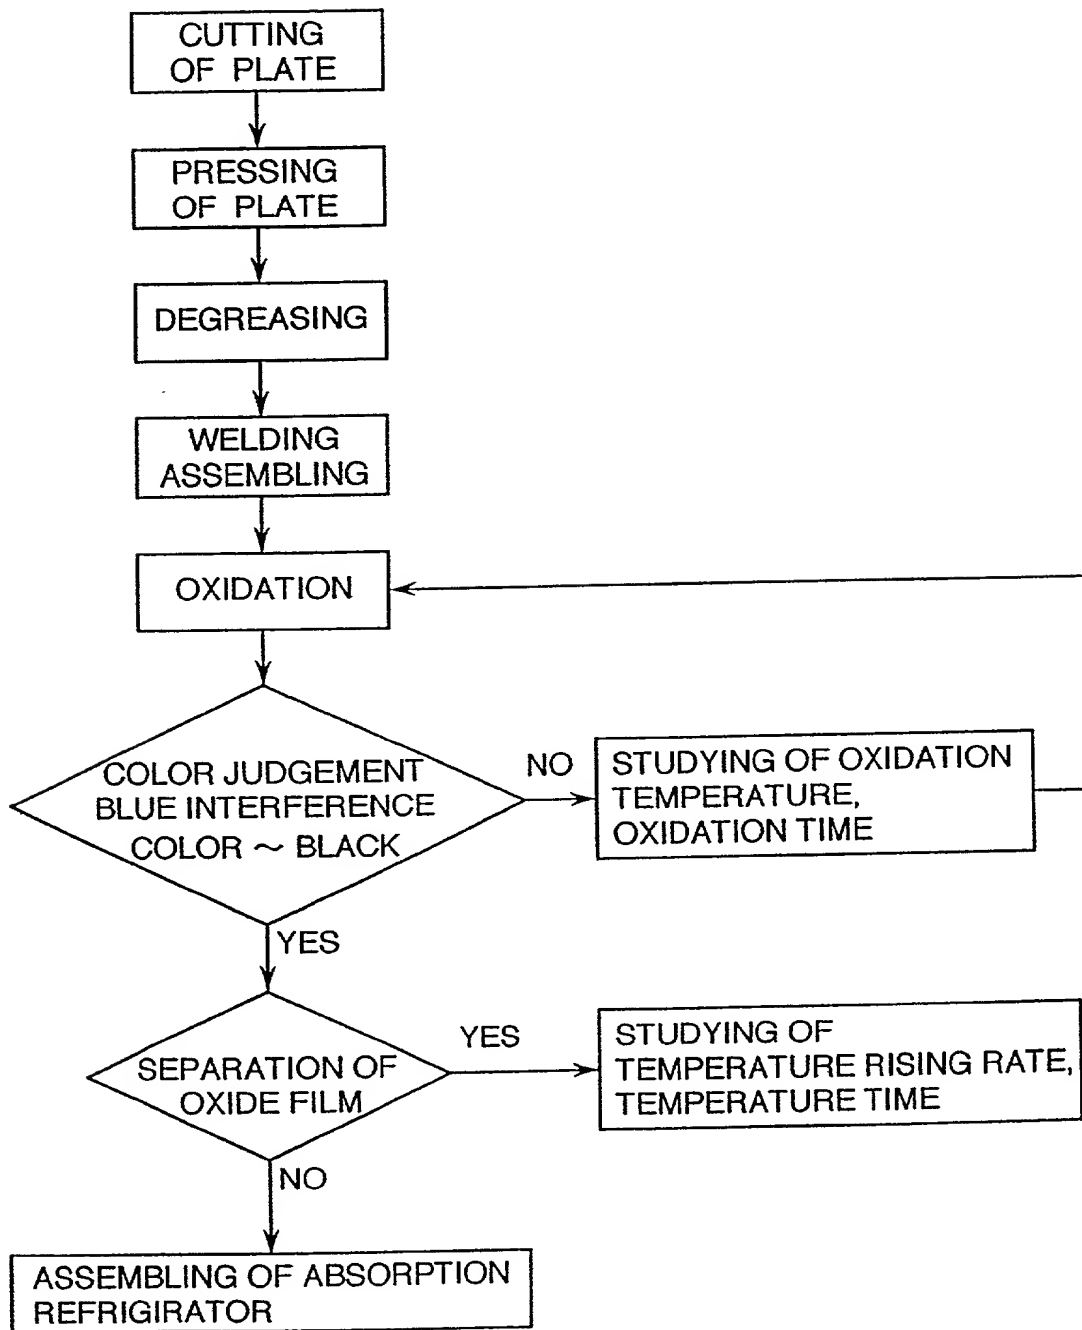 CUTTING
OF PLATE
PRESSING
OF PLATE
DEGREASING
WELDING
ASSEMBLING
OXIDATION
COLOR JUDGEMENT
BLUE INTERFERENCE
COLOR ~ BLACK
NO
STUDYING OF OXIDATION
TEMPERATURE,
OXIDATION TIME
YES
SEPARATION OF
OXIDE FILM
YES
STUDYING OF
TEMPERATURE RISING RATE,
TEMPERATURE TIME
NO
ASSEMBLING OF ABSORPTION
REFRIGIRATOR